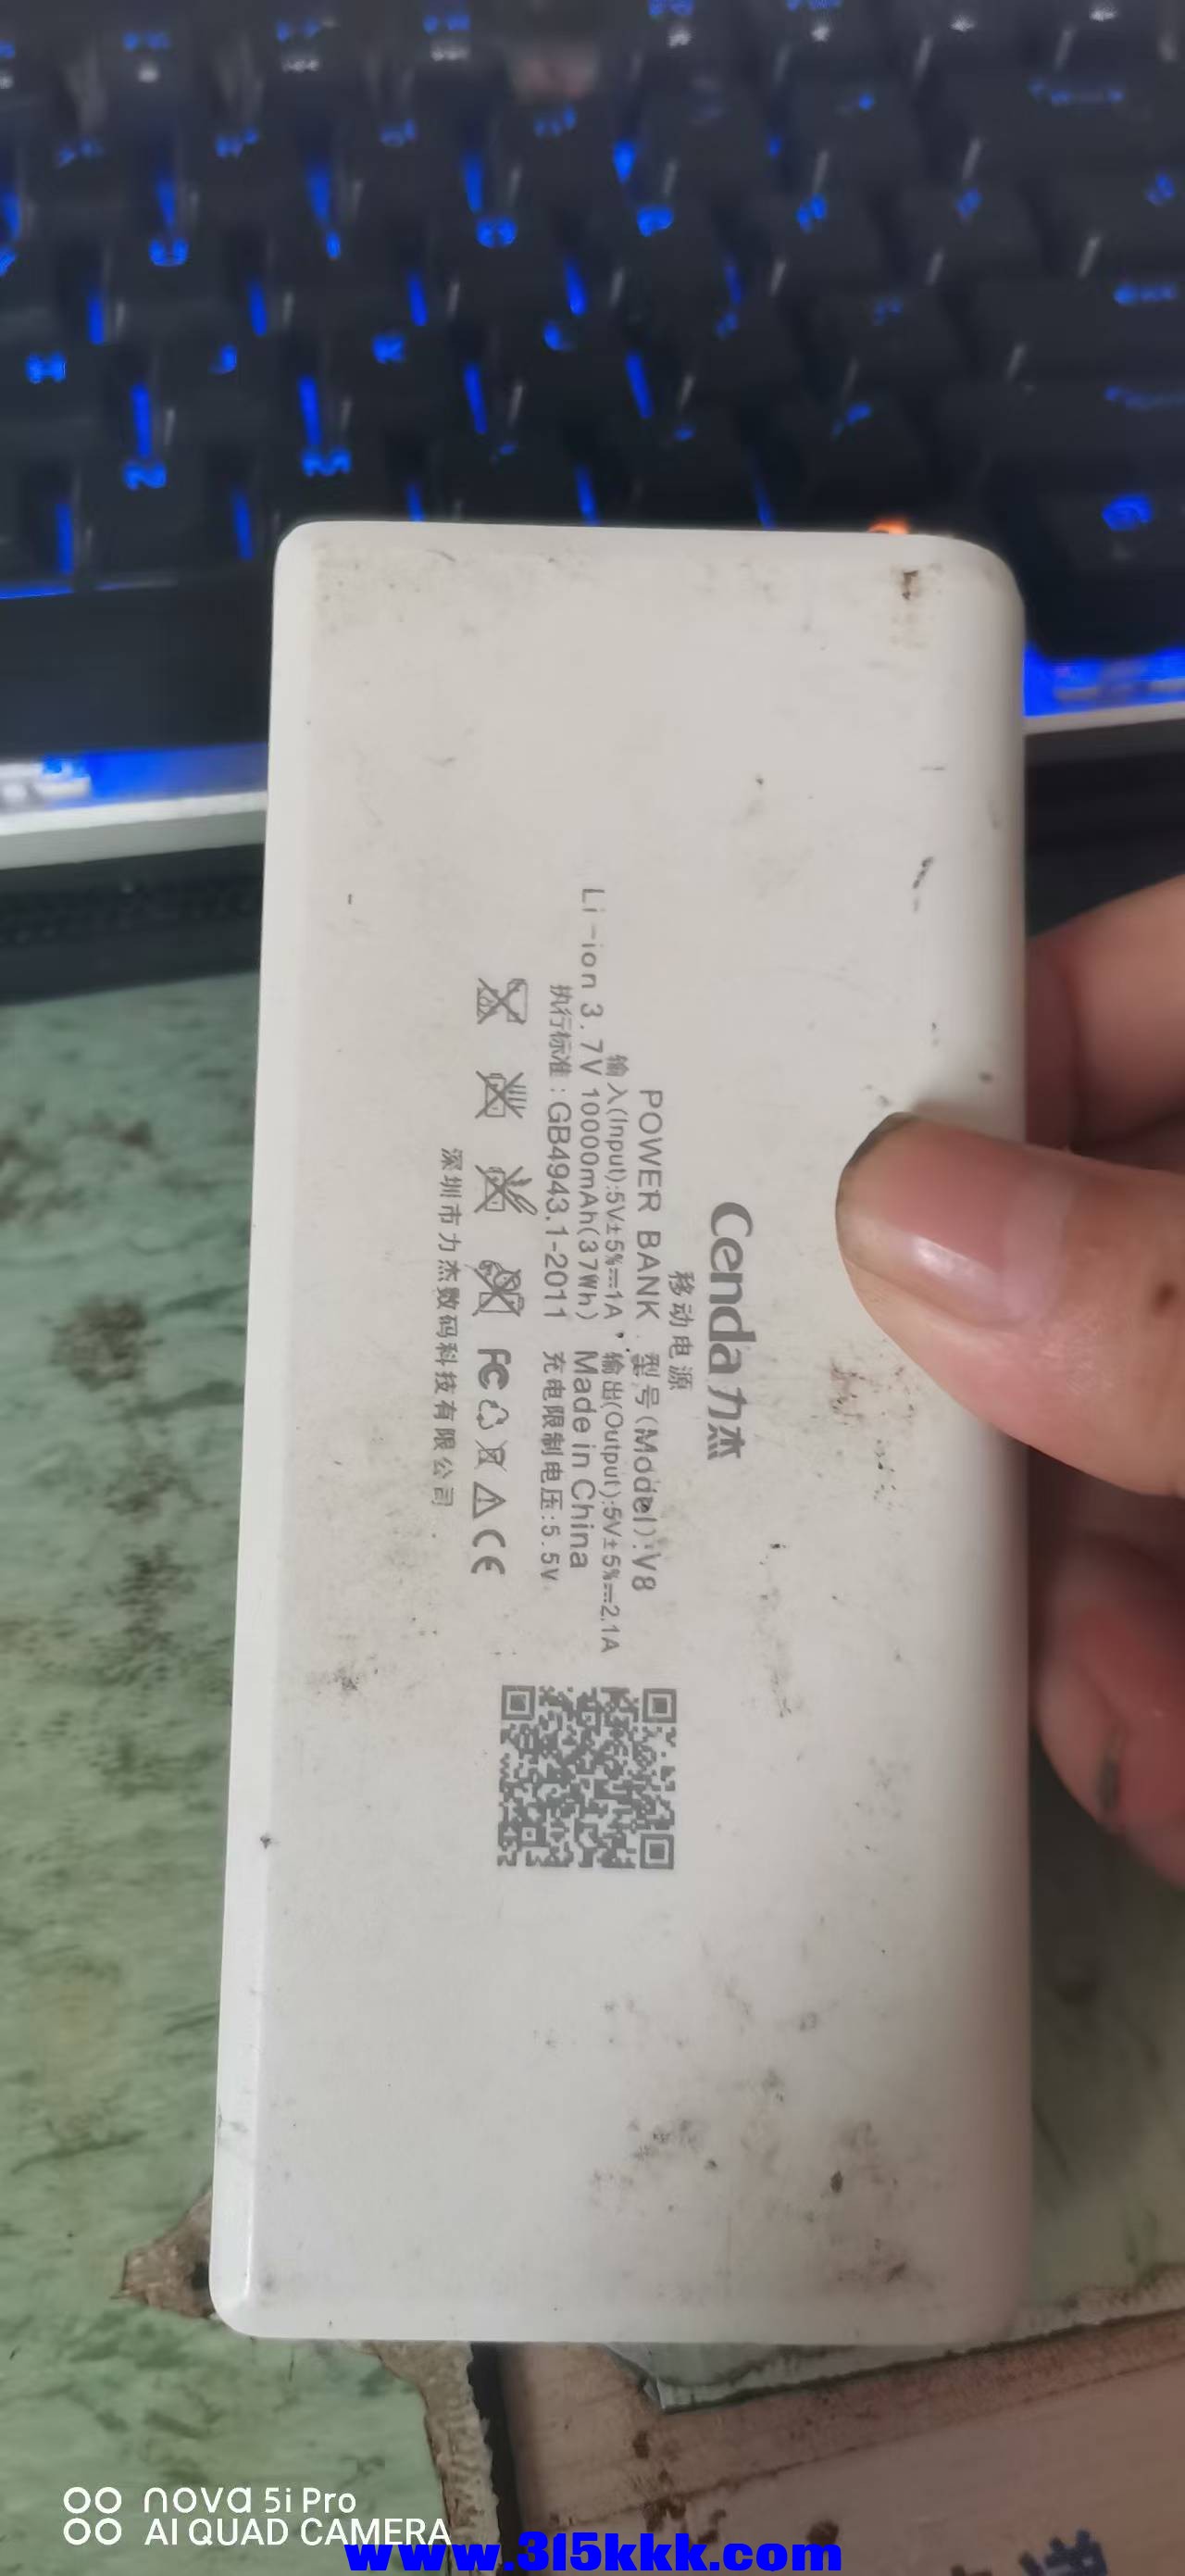 Cenda力杰
移动电源
POWER BANK 型号(Model):V8
输入(Input):5V±5%⎓1A,输出(Output):5V±5%⎓2.1A
Li-ion 3.7V 10000mAh(37Wh) Made in China
执行标准:GB4943.1-2011 充电限制电压:5.5V
FC CE
深圳市力杰数码科技有限公司
nova 5i Pro
AI QUAD CAMERA
www.315kkk.com